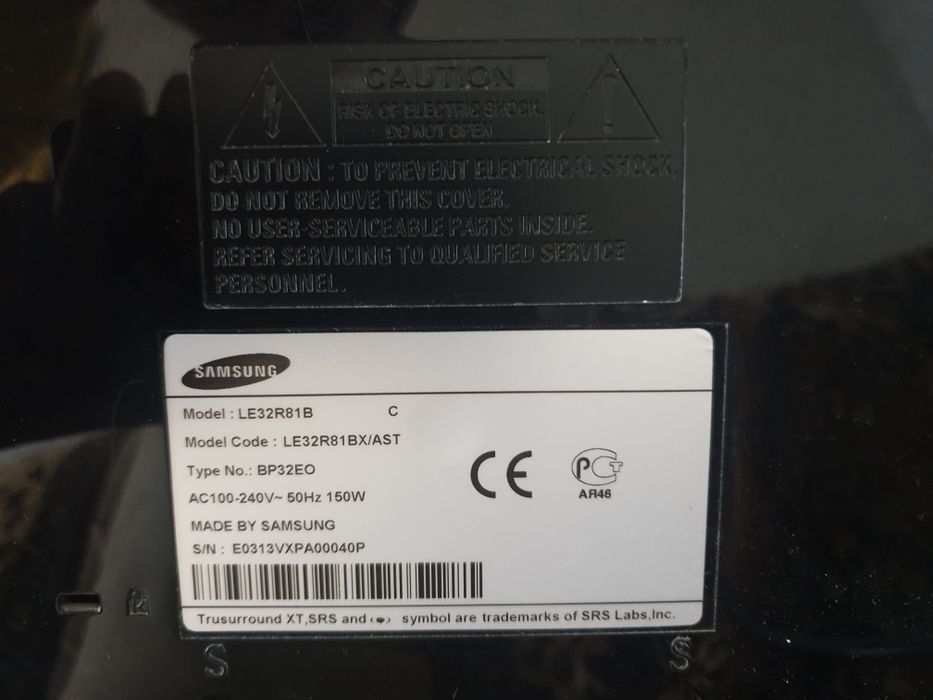 CAUTION
RISK OF ELECTRIC SHOCK.
DO NOT OPEN
CAUTION : TO PREVENT ELECTRICAL SHOCK,
DO NOT REMOVE THIS COVER.
NO USER-SERVICEABLE PARTS INSIDE.
REFER SERVICING TO QUALIFIED SERVICE
PERSONNEL.
SAMSUNG
Model : LE32R81B C
Model Code : LE32R81BX/AST
Type No.: BP32EO
AC100-240V~ 50Hz 150W
MADE BY SAMSUNG
S/N : E0313VXPA00040P
CE
РСТ
АЯ46
Trusurround XT,SRS and (●) symbol are trademarks of SRS Labs,Inc.
S S